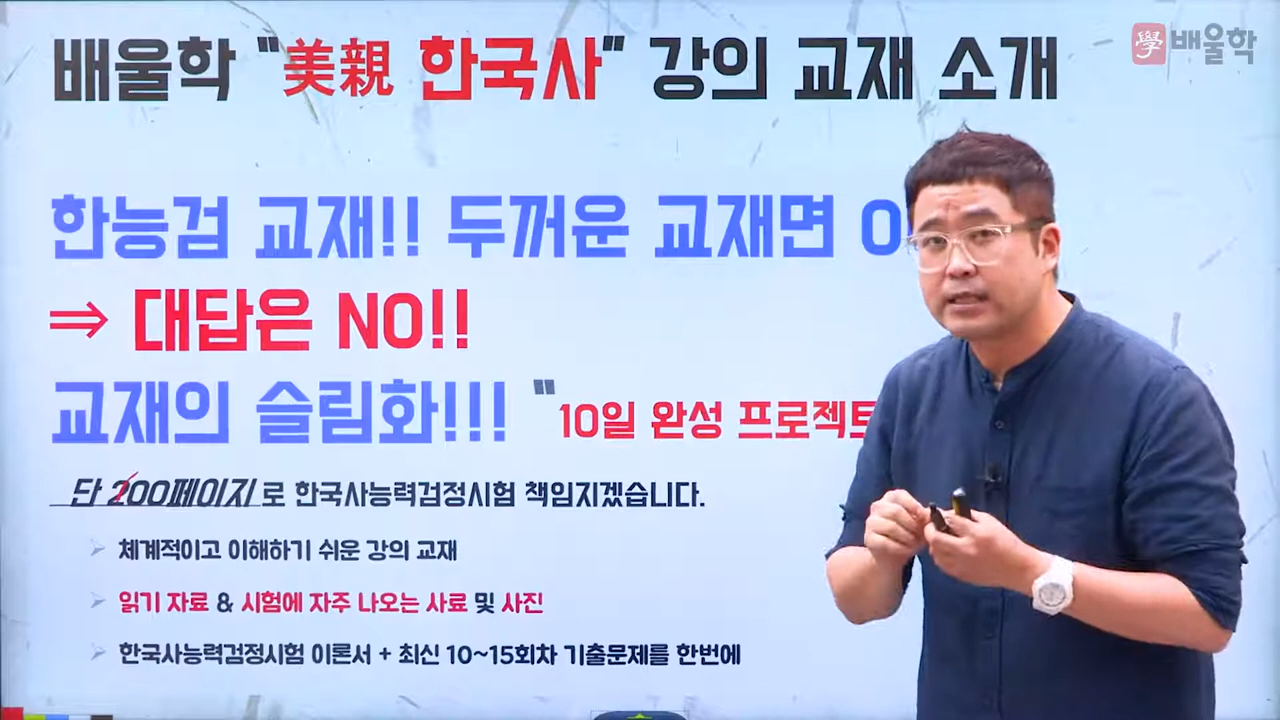 배울학 "美親 한국사" 강의 교재 소개
學 배울학
한능검 교재!! 두꺼운 교재면
⇒ 대답은 NO!!
교재의 슬림화!!! "10일 완성 프로젝트
단 200페이지로 한국사능력검정시험 책임지겠습니다.
➢ 체계적이고 이해하기 쉬운 강의 교재
➢ 읽기 자료 & 시험에 자주 나오는 사료 및 사진
➢ 한국사능력검정시험 이론서 + 최신 10~15회차 기출문제를 한번에